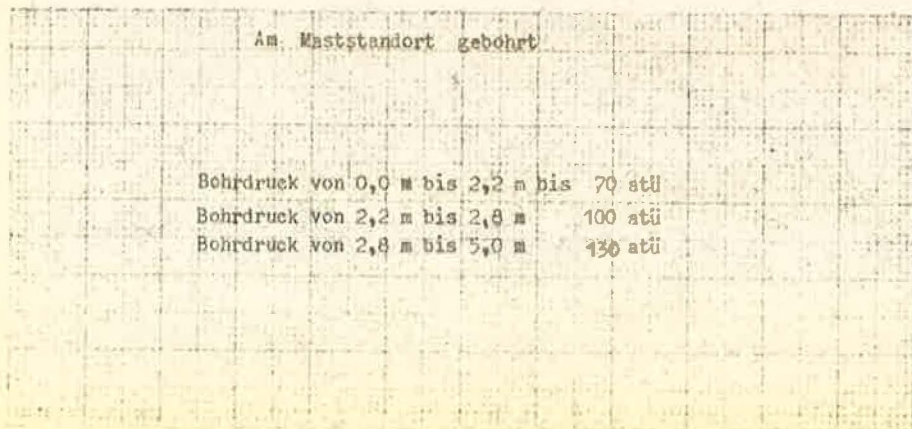 Am Maststandort gebohrt
Bohrdruck von 0,0 m bis 2,2 m bis 70 atü
Bohrdruck von 2,2 m bis 2,8 m 100 atü
Bohrdruck von 2,8 m bis 5,0 m 130 atü